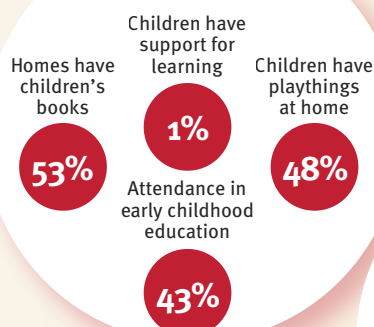 Children have
support for
learning
1%
Homes have
children's
books
53%
Children have
playthings
at home
48%
Attendance in
early childhood
education
43%